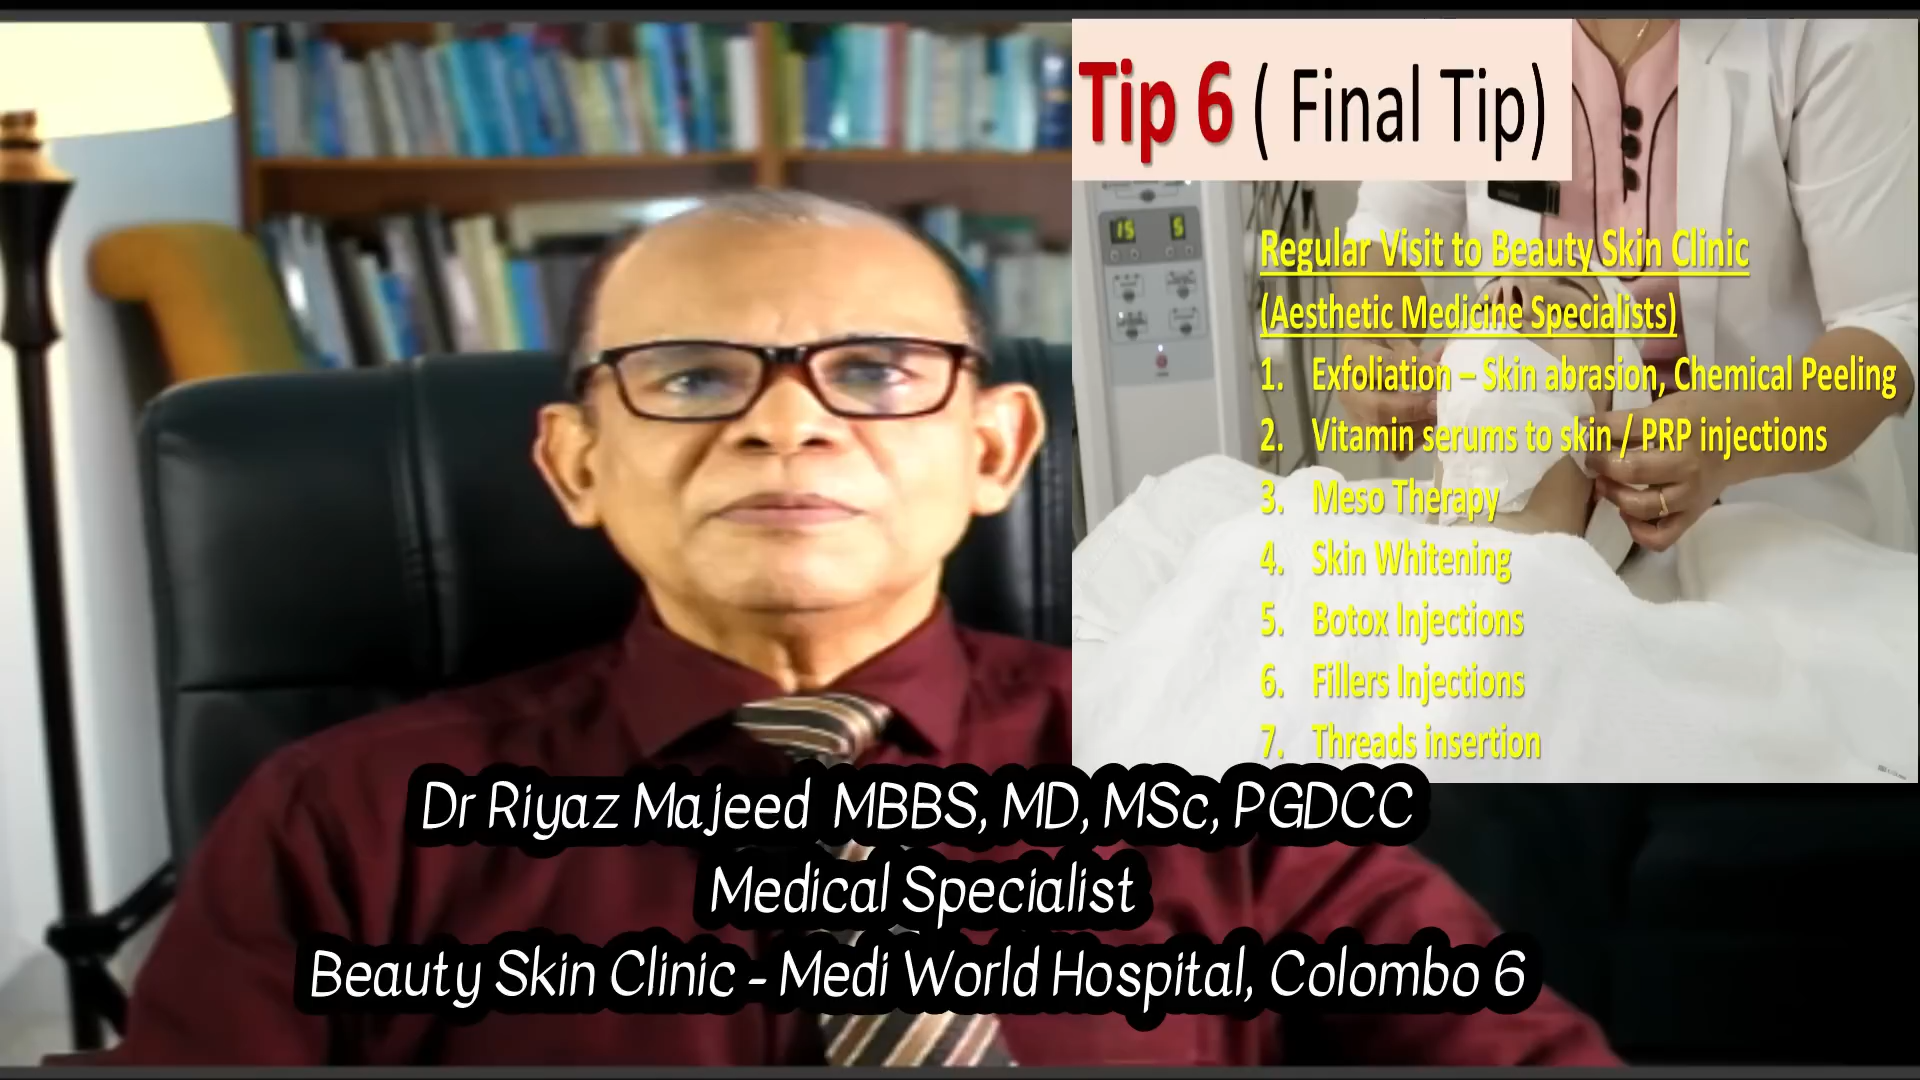 Tip 6 ( Final Tip)
15 5
Regular Visit to Beauty Skin Clinic
(Aesthetic Medicine Specialists)
1. Exfoliation – Skin abrasion, Chemical Peeling
2. Vitamin serums to skin / PRP injections
3. Meso Therapy
4. Skin Whitening
5. Botox Injections
6. Fillers Injections
7. Threads insertion
Dr Riyaz Majeed MBBS, MD, MSc, PGDCC
Medical Specialist
Beauty Skin Clinic - Medi World Hospital, Colombo 6